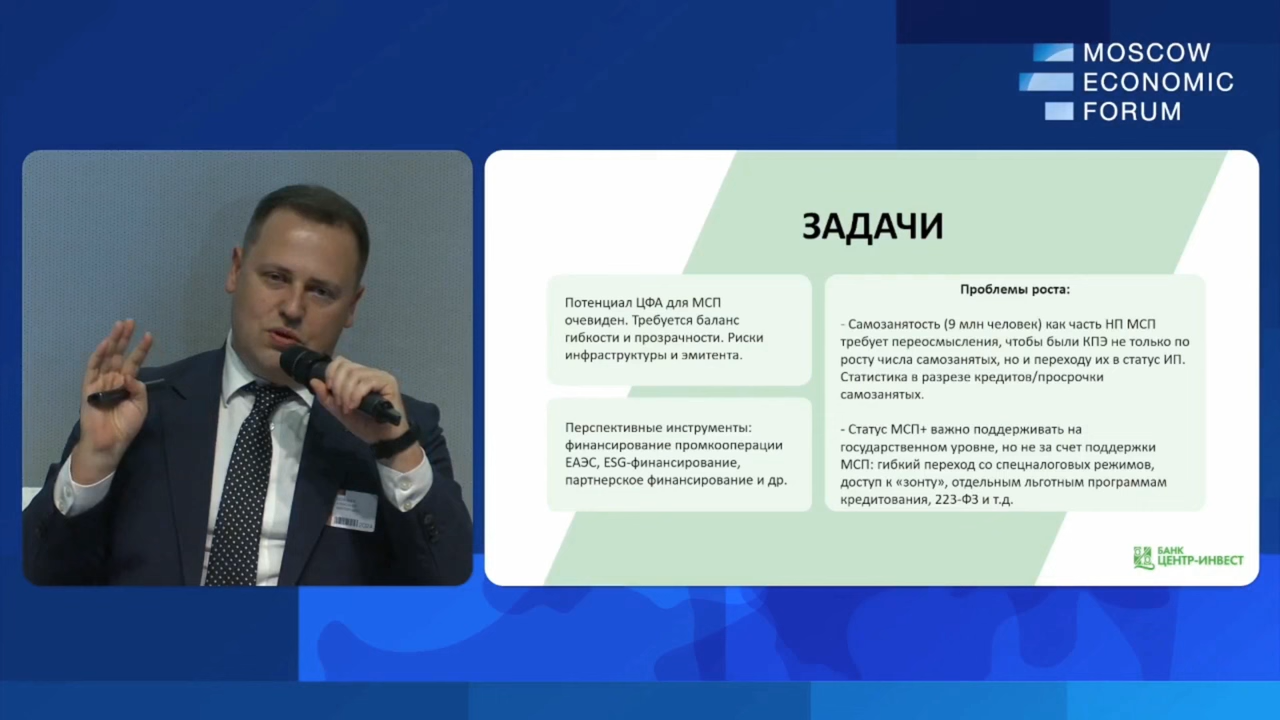 MOSCOW
ECONOMIC
FORUM
ЗАДАЧИ
Потенциал ЦФА для МСП
очевиден. Требуется баланс
гибкости и прозрачности. Риски
инфраструктуры и эмитента.
Перспективные инструменты:
финансирование промкооперации
ЕАЭС, ESG-финансирование,
партнерское финансирование и др.
Проблемы роста:
- Самозанятость (9 млн человек) как часть НП МСП
требует переосмысления, чтобы были КПЭ не только по
росту числа самозанятых, но и переходу их в статус ИП.
Статистика в разрезе кредитов/просрочки
самозанятых.
- Статус МСП+ важно поддерживать на
государственном уровне, но не за счет поддержки
МСП: гибкий переход со спецналоговых режимов,
доступ к «зонту», отдельным льготным программам
кредитования, 223-ФЗ и т.д.
БАНК
ЦЕНТР-ИНВЕСТ